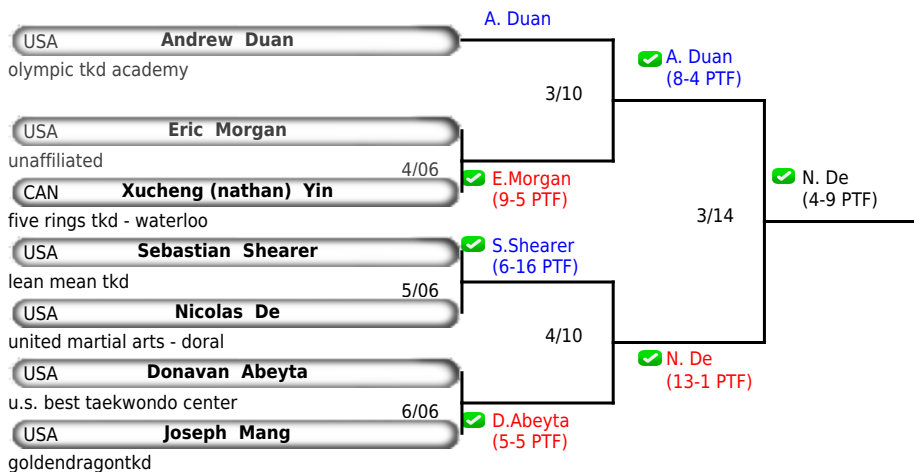 A. Duan
USA Andrew Duan
olympic tkd academy
A. Duan
(8-4 PTF)
3/10
USA Eric Morgan
unaffiliated
4/06
E.Morgan
(9-5 PTF)
CAN Xucheng (nathan) Yin
five rings tkd - waterloo
N. De
(4-9 PTF)
3/14
USA Sebastian Shearer
lean mean tkd
S.Shearer
(6-16 PTF)
5/06
USA Nicolas De
united martial arts - doral
4/10
N. De
(13-1 PTF)
USA Donavan Abeyta
u.s. best taekwondo center
6/06
D.Abeyta
(5-5 PTF)
USA Joseph Mang
goldendragontkd